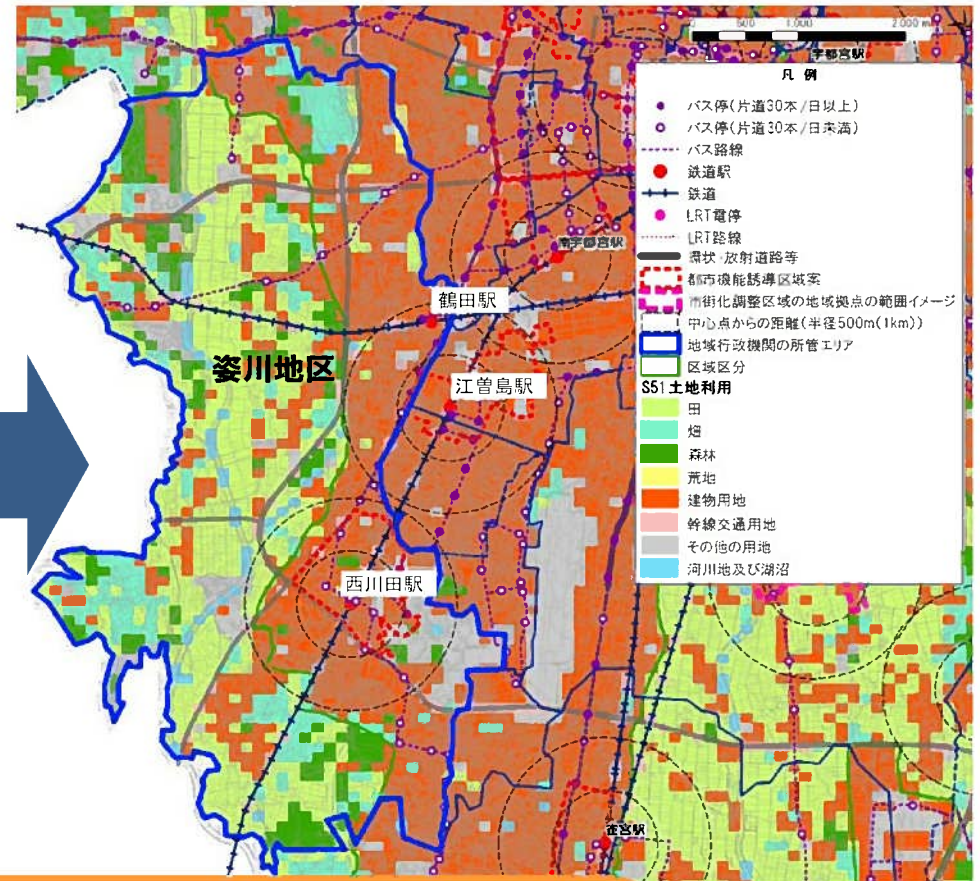 0 500 1,000 2,000 m
宇都宮駅
凡 例
バス停(片道30本/日以上)
バス停(片道30本/日未満)
バス路線
鉄道駅
鉄道
LRT電停
LRT路線
環状・放射道路等
都市機能誘導区域案
市街化調整区域の地域拠点の範囲イメージ
中心点からの距離(半径500m(1km))
地域行政機関の所管エリア
区域区分
S51土地利用
田
畑
森林
荒地
建物用地
幹線交通用地
その他の用地
河川地及び湖沼
南宇都宮駅
鶴田駅
姿川地区
江曽島駅
西川田駅
雀宮駅